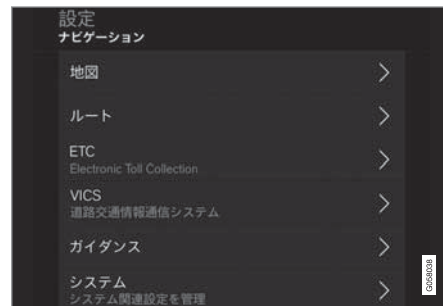 設定
ナビゲーション
地図
ルート
ETC
Electronic Toll Collection
VICS
道路交通情報通信システム
ガイダンス
システム
システム関連設定を管理
G058038